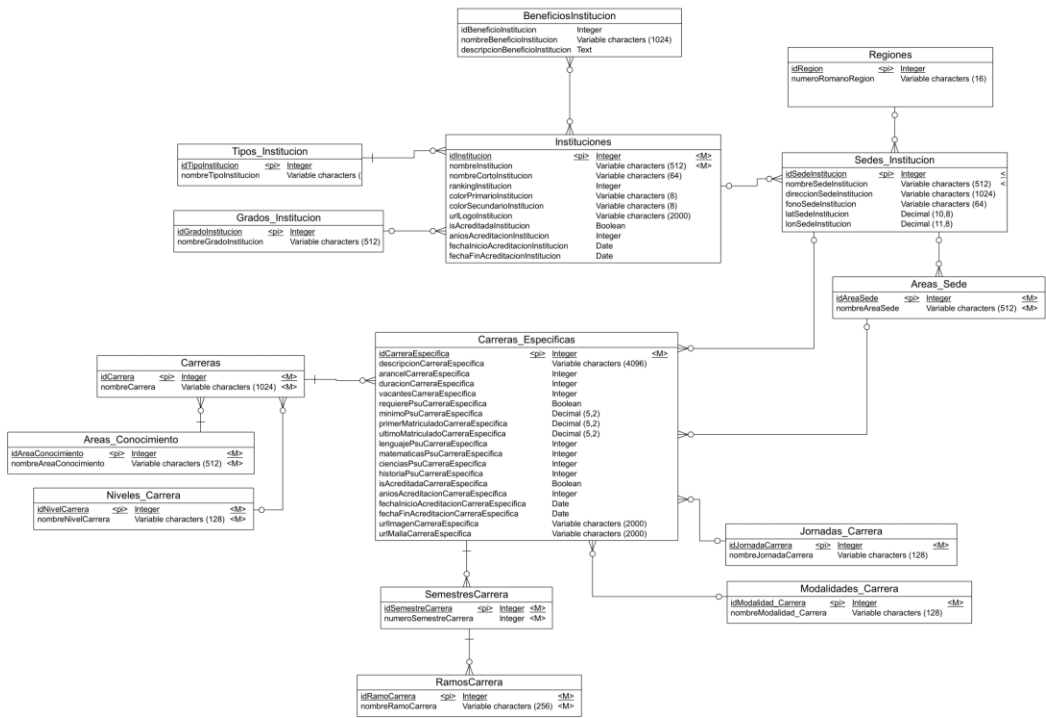 BeneficiosInstitucion
idBeneficioInstitucion Integer
nombreBeneficioInstitucion Variable characters (1024)
descripcionBeneficioInstitucion Text
Regiones
idRegion <pi> Integer
numeroRomanoRegion Variable characters (16)
Tipos_Institucion
idTipoInstitucion <pi> Integer
nombreTipoInstitucion Variable characters (
Grados_Institucion
idGradoInstitucion <pi> Integer
nombreGradoInstitucion Variable characters (512)
Instituciones
idInstitucion <pi> Integer <M>
nombreInstitucion Variable characters (512) <M>
nombreCortoInstitucion Variable characters (64)
rankingInstitucion Integer
colorPrimarioInstitucion Variable characters (8)
colorSecundarioInstitucion Variable characters (8)
urlLogoInstitucion Variable characters (2000)
isAcreditadaInstitucion Boolean
aniosAcreditacionInstitucion Integer
fechaInicioAcreditacionInstitucion Date
fechaFinAcreditacionInstitucion Date
Sedes_Institucion
idSedeInstitucion <pi> Integer <
nombreSedeInstitucion Variable characters (512) <
direccionSedeInstitucion Variable characters (1024)
fonoSedeInstitucion Variable characters (64)
latSedeInstitucion Decimal (10,8)
lonSedeInstitucion Decimal (11,8)
Areas_Sede
idAreaSede <pi> Integer <M>
nombreAreaSede Variable characters (512) <M>
Carreras_Especificas
idCarreraEspecifica <pi> Integer <M>
descripcionCarreraEspecifica Variable characters (4096)
arancelCarreraEspecifica Integer
duracionCarreraEspecifica Integer
vacantesCarreraEspecifica Integer
requierePsuCarreraEspecifica Boolean
minimoPsuCarreraEspecifica Decimal (5,2)
primerMatriculadoCarreraEspecifica Decimal (5,2)
ultimoMatriculadoCarreraEspecifica Decimal (5,2)
lenguajePsuCarreraEspecifica Integer
matematicasPsuCarreraEspecifica Integer
cienciasPsuCarreraEspecifica Integer
historiaPsuCarreraEspecifica Integer
isAcreditadaCarreraEspecifica Boolean
aniosAcreditacionCarreraEspecifica Integer
fechaInicioAcreditacionCarreraEspecifica Date
fechaFinAcreditacionCarreraEspecifica Date
urlImagenCarreraEspecifica Variable characters (2000)
urlMallaCarreraEspecifica Variable characters (2000)
Carreras
idCarrera <pi> Integer <M>
nombreCarrera Variable characters (1024) <M>
Areas_Conocimiento
idAreaConocimiento <pi> Integer <M>
nombreAreaConocimiento Variable characters (512) <M>
Niveles_Carrera
idNivelCarrera <pi> Integer <M>
nombreNivelCarrera Variable characters (128) <M>
Jornadas_Carrera
idJornadaCarrera <pi> Integer <M>
nombreJornadaCarrera Variable characters (128)
Modalidades_Carrera
idModalidad_Carrera <pi> Integer <M>
nombreModalidad_Carrera Variable characters (128)
SemestresCarrera
idSemestreCarrera <pi> Integer <M>
numeroSemestreCarrera Integer <M>
RamosCarrera
idRamoCarrera <pi> Integer <M>
nombreRamoCarrera Variable characters (256) <M>